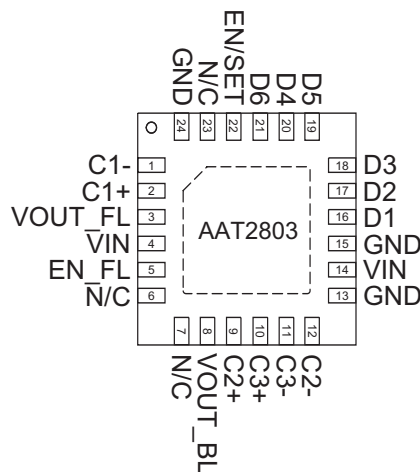 GND
N/C
EN/SET
D6
D4
D5
24
23
22
21
20
19
C1-
1
C1+
2
VOUT_FL
3
VIN
4
EN_FL
5
N/C
6
AAT2803
18
D3
17
D2
16
D1
15
GND
14
VIN
13
GND
7
8
9
10
11
12
N/C
VOUT_BL
C2+
C3+
C3-
C2-